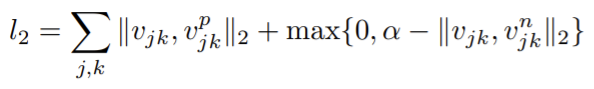 l_2 = \sum_{j,k} \|v_{jk}, v_{jk}^p\|_2 + \max\{0, \alpha - \|v_{jk}, v_{jk}^n\|_2\}